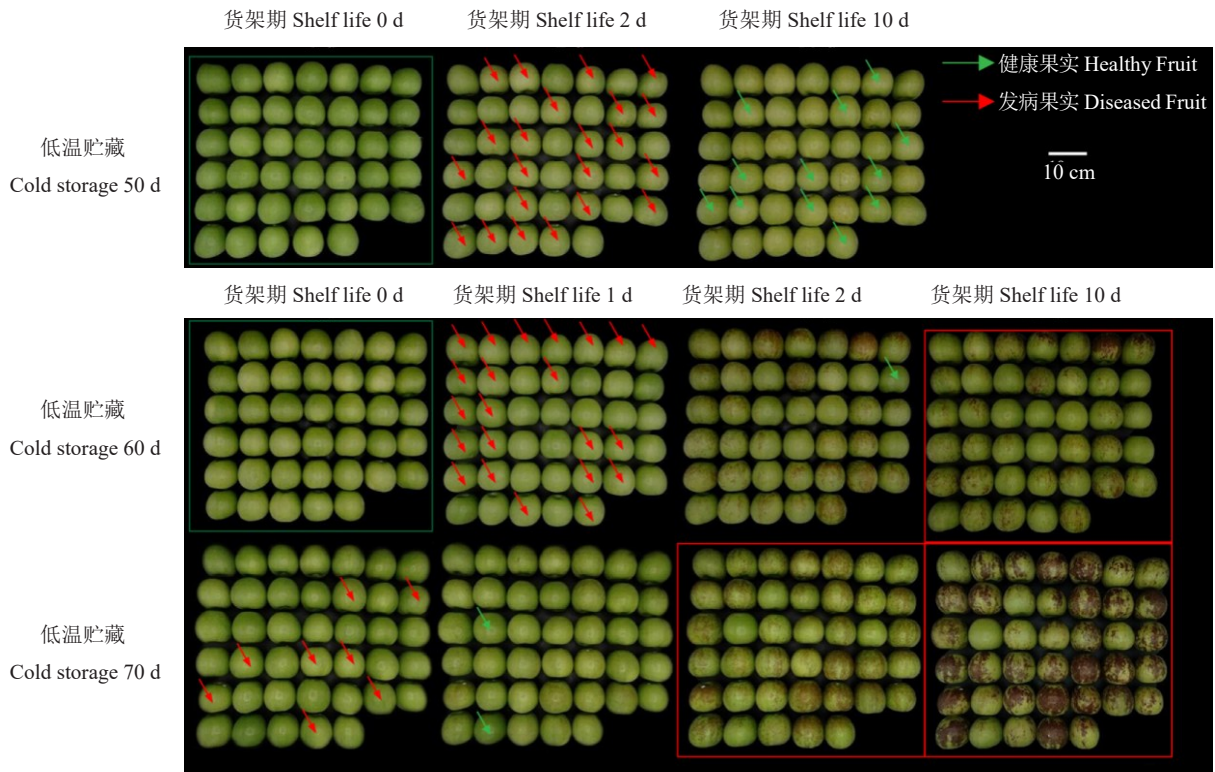 货架期 Shelf life 0 d
货架期 Shelf life 2 d
货架期 Shelf life 10 d
健康果实 Healthy Fruit
发病果实 Diseased Fruit
10 cm
低温贮藏
Cold storage 50 d
货架期 Shelf life 0 d
货架期 Shelf life 1 d
货架期 Shelf life 2 d
货架期 Shelf life 10 d
低温贮藏
Cold storage 60 d
低温贮藏
Cold storage 70 d